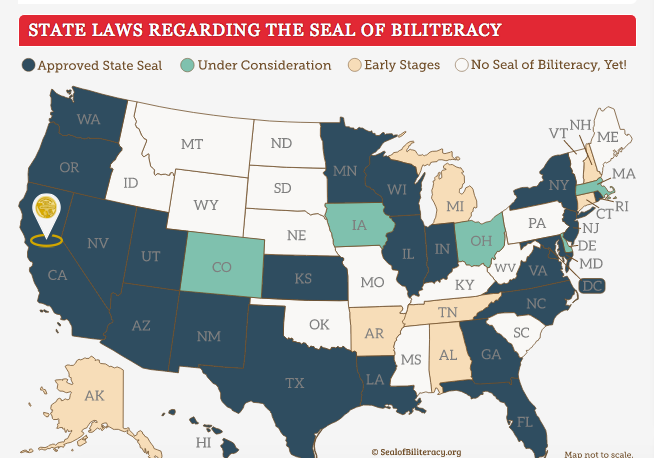 STATE LAWS REGARDING THE SEAL OF BILITERACY
Approved State Seal Under Consideration Early Stages No Seal of Biliteracy, Yet!
WA
MT
ND
MN
VT
NH
ME
OR
ID
SD
WI
MI
NY
MA
RI
CT
WY
IA
PA
NJ
DE
MD
DC
NV
UT
CO
NE
IL
IN
OH
WV
VA
CA
KS
MO
KY
NC
AZ
NM
OK
AR
TN
SC
TX
LA
MS
AL
GA
AK
FL
HI
© SealofBiliteracy.org
Map not to scale.